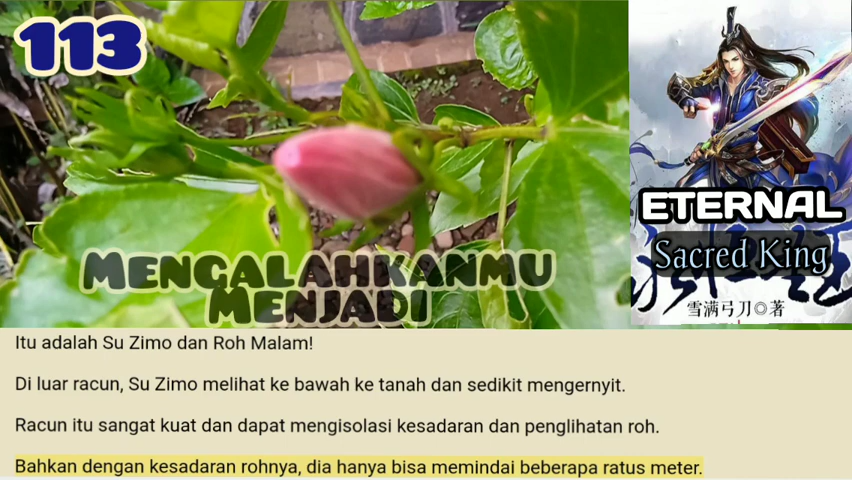 113
MENGALAHKANMU
MENJADI
ETERNAL
Sacred King
雪满弓刀◎著
Itu adalah Su Zimo dan Roh Malam!
Di luar racun, Su Zimo melihat ke bawah ke tanah dan sedikit mengernyit.
Racun itu sangat kuat dan dapat mengisolasi kesadaran dan penglihatan roh.
Bahkan dengan kesadaran rohnya, dia hanya bisa memindai beberapa ratus meter.